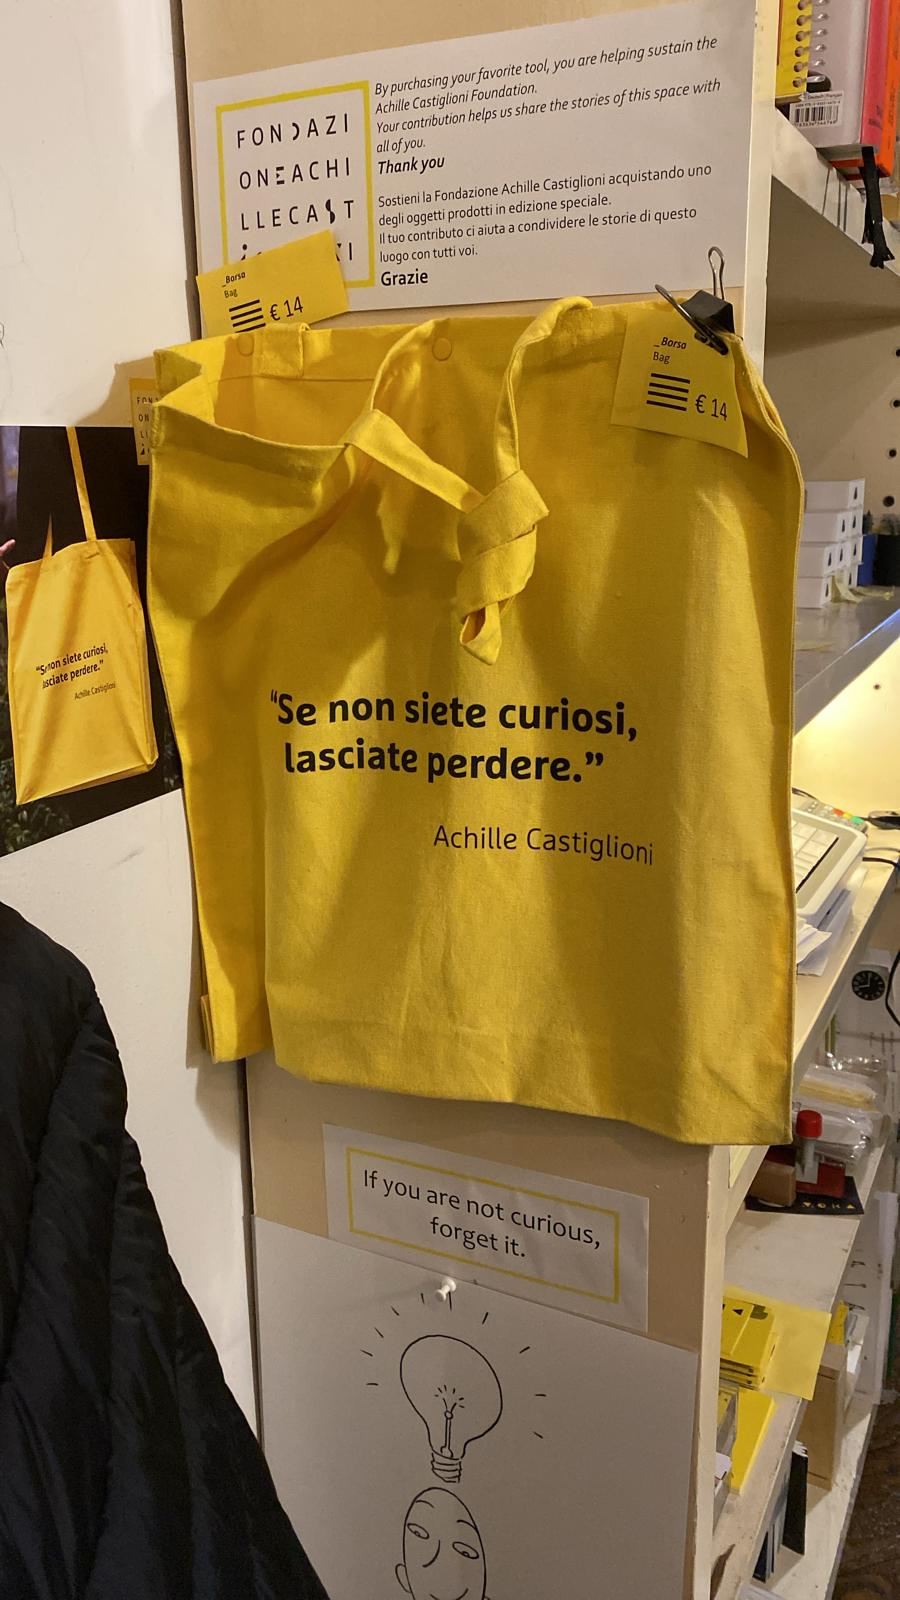 FONDAZI
ONEACHI
LLECAST
By purchasing your favorite tool, you are helping sustain the
Achille Castiglioni Foundation.
Your contribution helps us share the stories of this space with
all of you.
Thank you
Sostieni la Fondazione Achille Castiglioni acquistando uno
degli oggetti prodotti in edizione speciale.
Il tuo contributo ci aiuta a condividere le storie di questo
luogo con tutti voi.
Grazie
_Borsa
Bag
€ 14
_Borsa
Bag
€ 14
“Se non siete curiosi,
lasciate perdere.”
Achille Castiglioni
“Se non siete curiosi,
lasciate perdere.”
Achille Castiglioni
If you are not curious,
forget it.